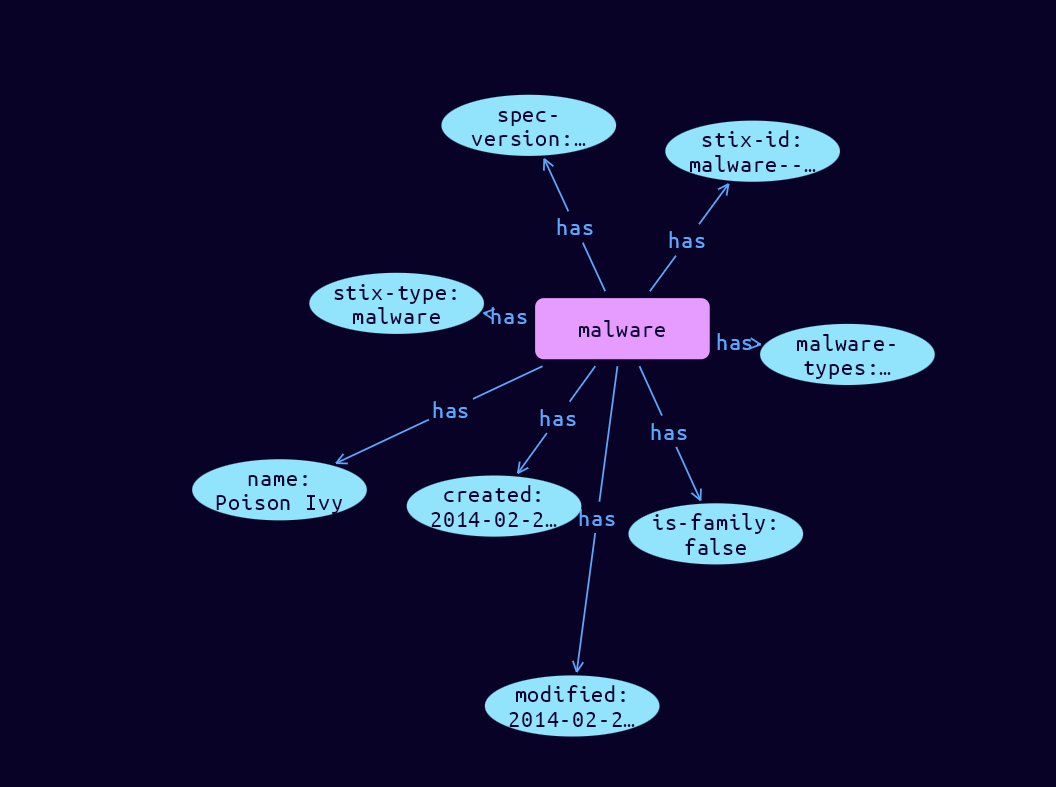 spec-
version:…
stix-id:
malware--…
has
has
stix-type:
malware
has
malware
has
malware-
types:…
has
has
has
name:
Poison Ivy
created:
2014-02-2…
has
is-family:
false
modified:
2014-02-2…